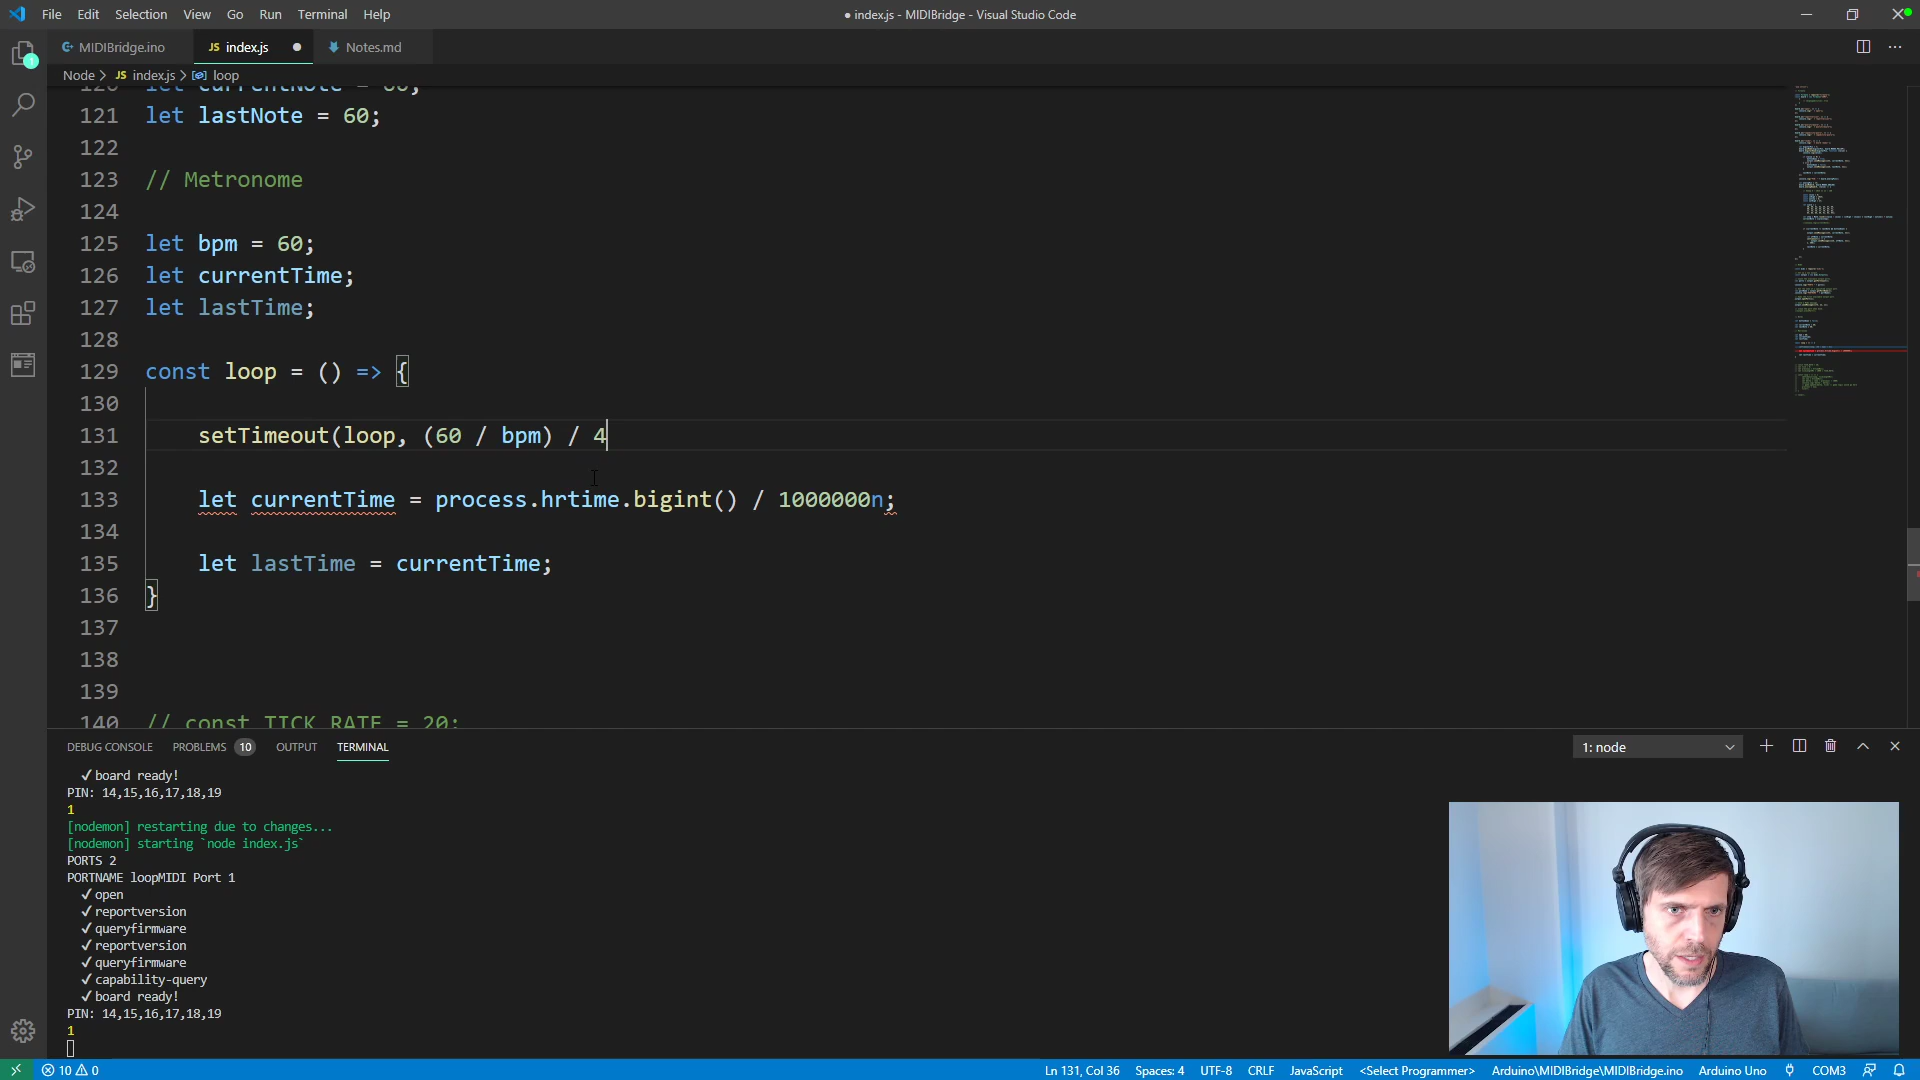 File Edit Selection View Go Run Terminal Help
● index.js - MIDIBridge - Visual Studio Code
MIDIBridge.ino JS index.js ● Notes.md
Node > JS index.js > loop
120 let currentNote = 60;
121 let lastNote = 60;
122
123 // Metronome
124
125 let bpm = 60;
126 let currentTime;
127 let lastTime;
128
129 const loop = () => {
130
131 setTimeout(loop, (60 / bpm) / 4
132
133 let currentTime = process.hrtime.bigint() / 1000000n;
134
135 let lastTime = currentTime;
136 }
137
138
139
140 // const TICK_RATE = 20;
DEBUG CONSOLE PROBLEMS 10 OUTPUT TERMINAL 1: node
✓ board ready!
PIN: 14,15,16,17,18,19
1
[nodemon] restarting due to changes...
[nodemon] starting `node index.js`
PORTS 2
PORTNAME loopMIDI Port 1
✓ open
✓ reportversion
✓ queryfirmware
✓ reportversion
✓ queryfirmware
✓ capability-query
✓ board ready!
PIN: 14,15,16,17,18,19
1
10 0 Ln 131, Col 36 Spaces: 4 UTF-8 CRLF JavaScript <Select Programmer> Arduino\MIDIBridge\MIDIBridge.ino Arduino Uno COM3